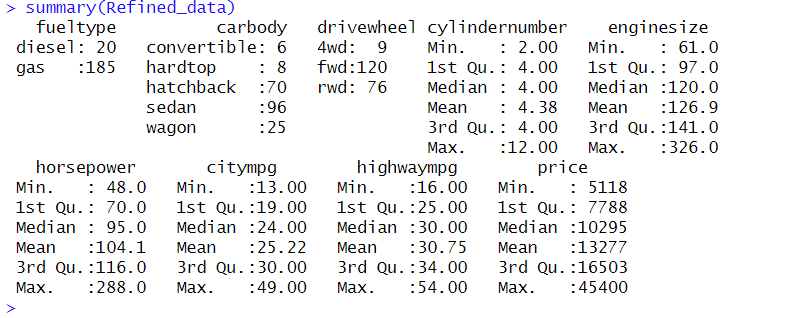 > summary(Refined_data)
fueltype carbody drivewheel cylindernumber enginesize
diesel: 20 convertible: 6 4wd: 9 Min. : 2.00 Min. : 61.0
gas :185 hardtop : 8 fwd:120 1st Qu.: 4.00 1st Qu.: 97.0
hatchback :70 rwd: 76 Median : 4.00 Median :120.0
sedan :96 Mean : 4.38 Mean :126.9
wagon :25 3rd Qu.: 4.00 3rd Qu.:141.0
Max. :12.00 Max. :326.0
horsepower citympg highwaympg price
Min. : 48.0 Min. :13.00 Min. :16.00 Min. : 5118
1st Qu.: 70.0 1st Qu.:19.00 1st Qu.:25.00 1st Qu.: 7788
Median : 95.0 Median :24.00 Median :30.00 Median :10295
Mean :104.1 Mean :25.22 Mean :30.75 Mean :13277
3rd Qu.:116.0 3rd Qu.:30.00 3rd Qu.:34.00 3rd Qu.:16503
Max. :288.0 Max. :49.00 Max. :54.00 Max. :45400
>